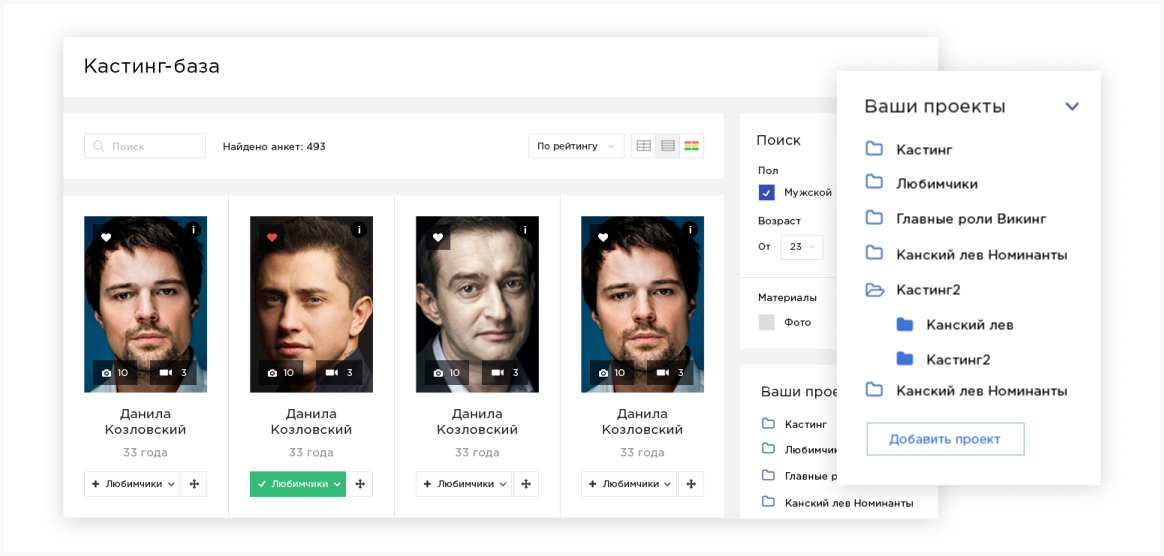 Кастинг-база
Поиск
Найдено анкет: 493
По рейтингу
i
i
i
i
10
3
10
3
10
3
10
3
Данила
Козловский
33 года
Любимчики
Данила
Козловский
33 года
Любимчики
Данила
Козловский
33 года
Любимчики
Данила
Козловский
33 года
Любимчики
Поиск
Пол
Мужской
Возраст
От 23
Материалы
Фото
Ваши прое
Кастинг
Любимчик
Главные р
Канский лев Номинанты
Ваши проекты
Кастинг
Любимчики
Главные роли Викинг
Канский лев Номинанты
Кастинг2
Канский лев
Кастинг2
Канский лев Номинанты
Добавить проект